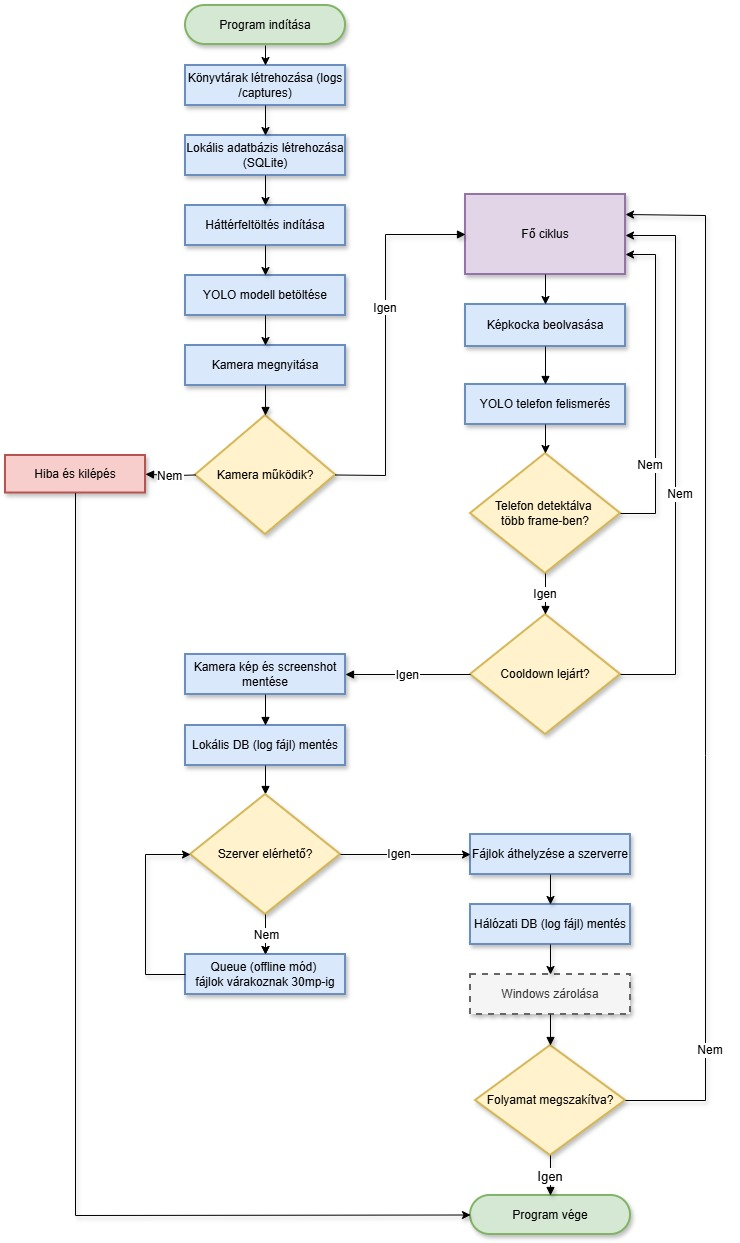 Program indítása
Könyvtárak létrehozása (logs
/captures)
Lokális adatbázis létrehozása
(SQLite)
Háttérfeltöltés indítása
YOLO modell betöltése
Kamera megnyitása
Kamera működik?
Nem
Hiba és kilépés
Igen
Fő ciklus
Képkocka beolvasása
YOLO telefon felismerés
Telefon detektálva
több frame-ben?
Nem
Igen
Cooldown lejárt?
Nem
Igen
Kamera kép és screenshot
mentése
Lokális DB (log fájl) mentés
Szerver elérhető?
Nem
Queue (offline mód)
fájlok várakoznak 30mp-ig
Igen
Fájlok áthelyzése a szerverre
Hálózati DB (log fájl) mentés
Windows zárolása
Folyamat megszakítva?
Nem
Igen
Program vége